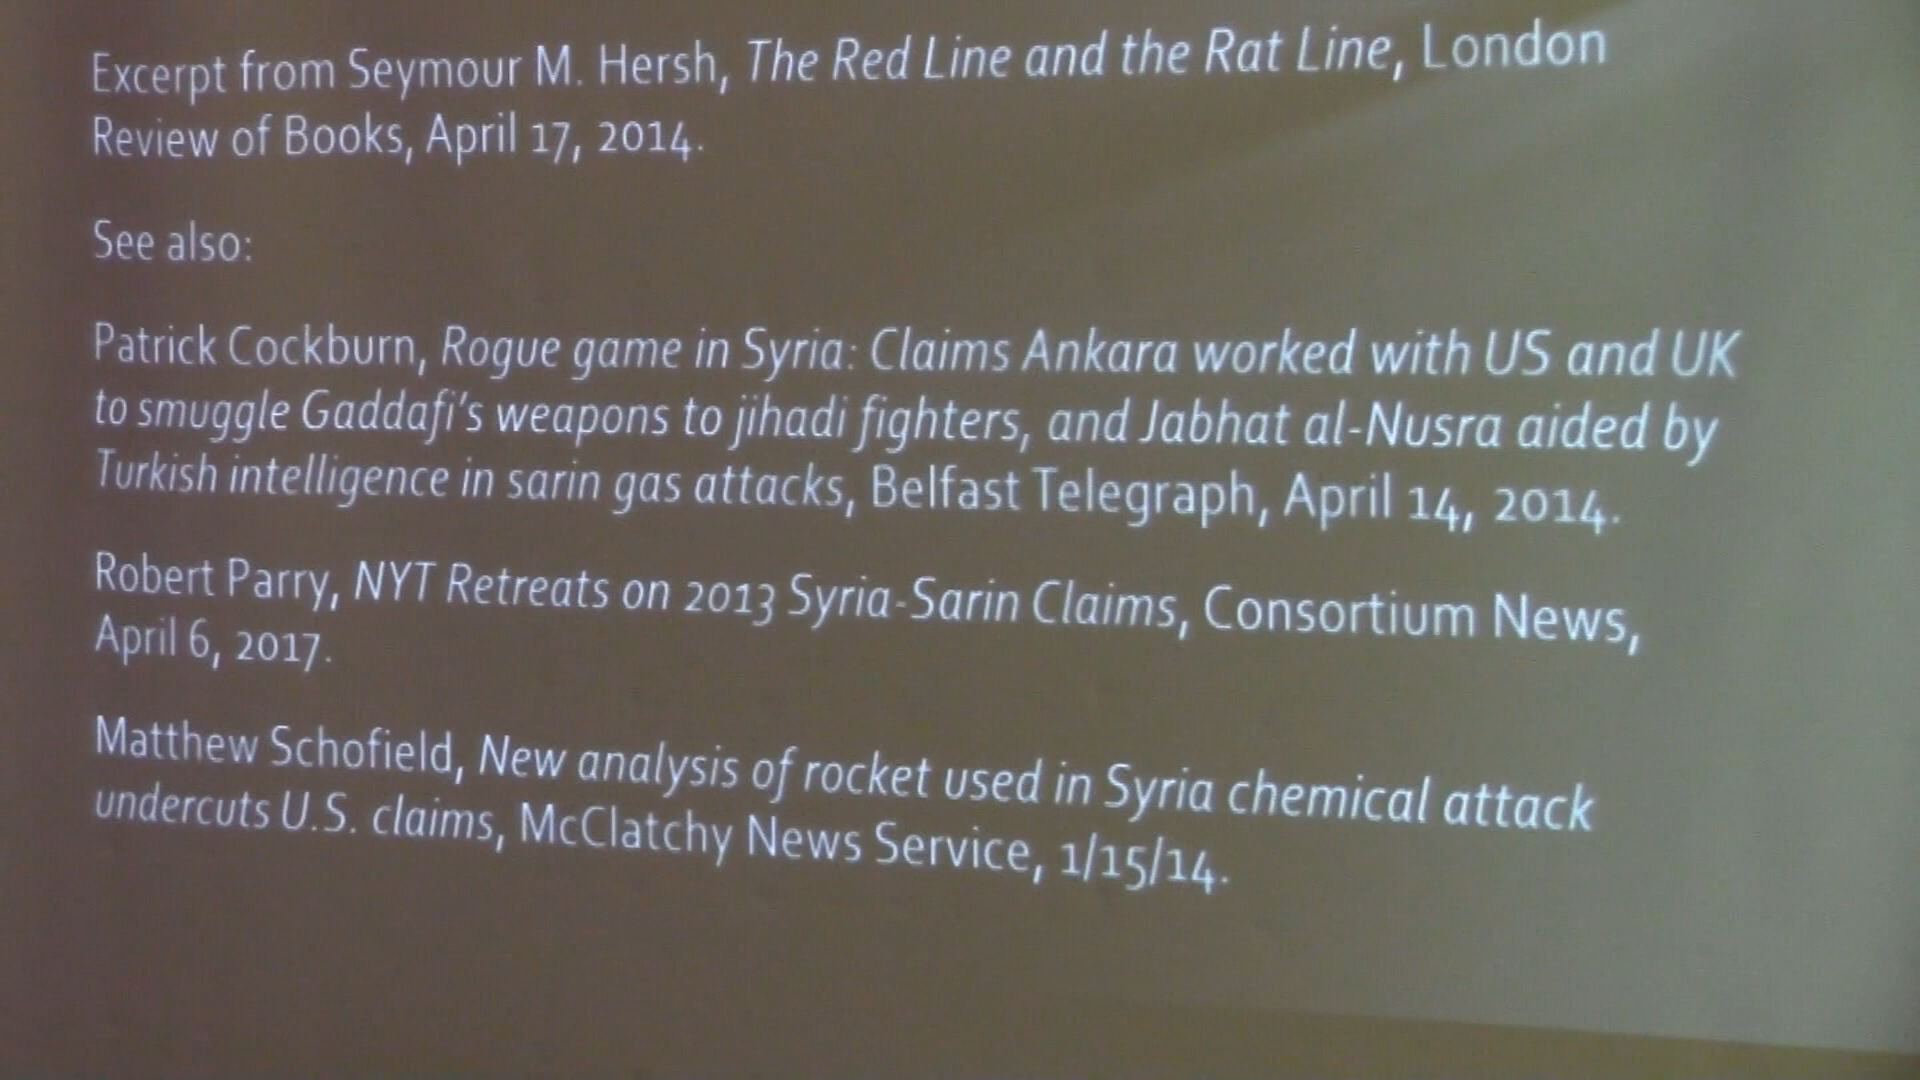 Excerpt from Seymour M. Hersh, The Red Line and the Rat Line, London
Review of Books, April 17, 2014.
See also:
Patrick Cockburn, Rogue game in Syria: Claims Ankara worked with US and UK
to smuggle Gaddafi's weapons to jihadi fighters, and Jabhat al-Nusra aided by
Turkish intelligence in sarin gas attacks, Belfast Telegraph, April 14, 2014.
Robert Parry, NYT Retreats on 2013 Syria-Sarin Claims, Consortium News,
April 6, 2017.
Matthew Schofield, New analysis of rocket used in Syria chemical attack
undercuts U.S. claims, McClatchy News Service, 1/15/14.